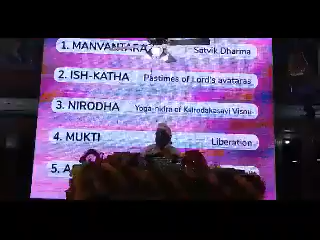 1. MANVANTARA Satvik Dharma
2. ISH-KATHA Pastimes of Lord's avataras
3. NIRODHA Yoga-nidra of Ksirodakasayi Visnu
4. MUKTI Liberation
5. A